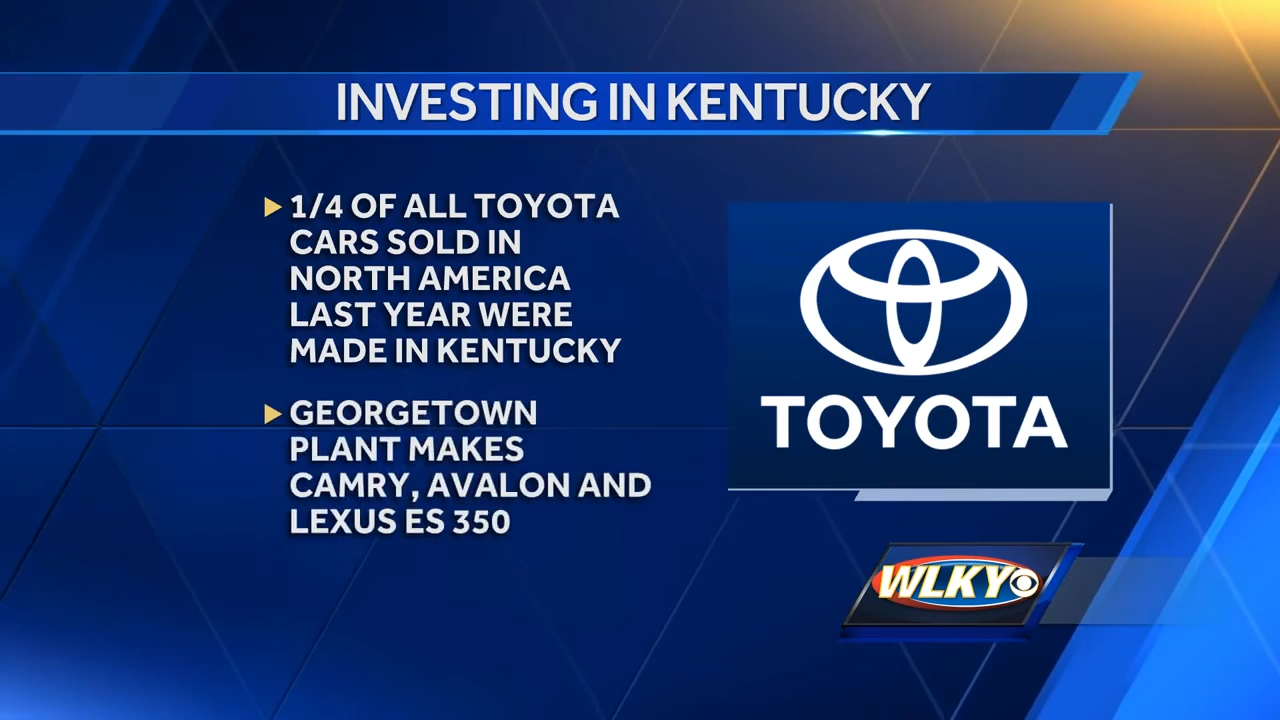 INVESTING IN KENTUCKY
1/4 OF ALL TOYOTA
CARS SOLD IN
NORTH AMERICA
LAST YEAR WERE
MADE IN KENTUCKY
GEORGETOWN
PLANT MAKES
CAMRY, AVALON AND
LEXUS ES 350
TOYOTA
WLKY